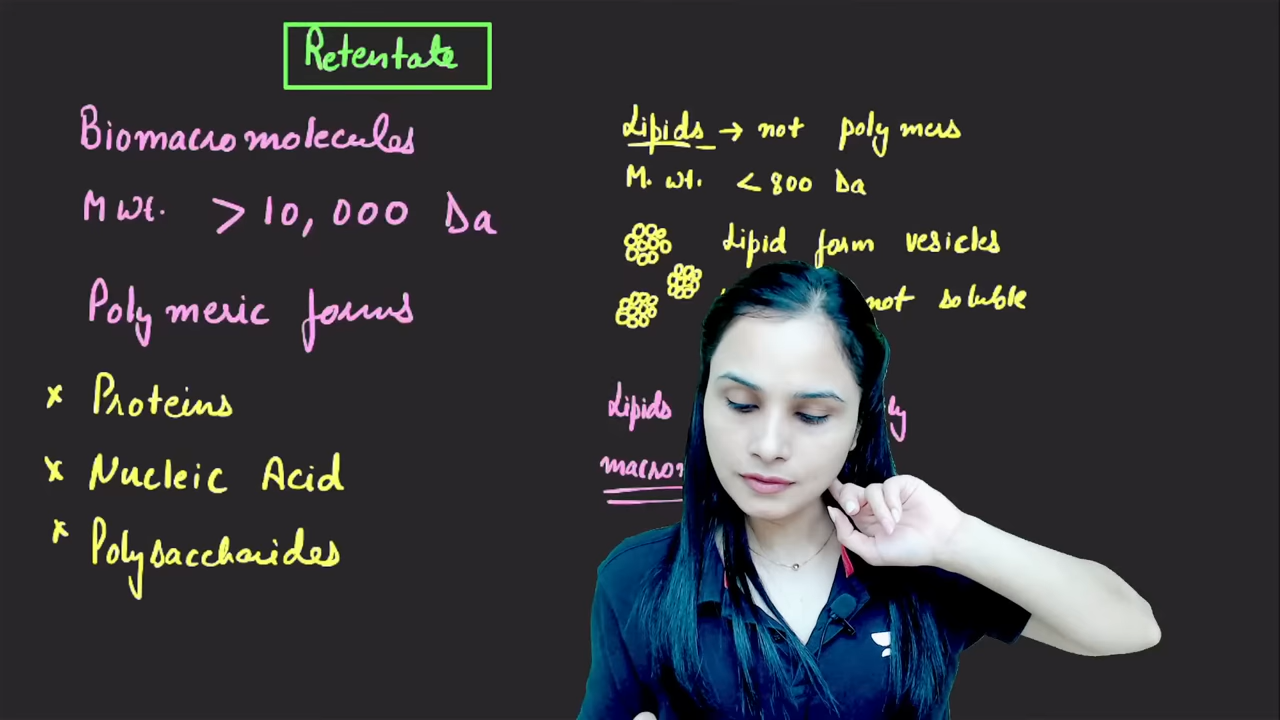 Retentate
Biomacromolecules
M wt. > 10,000 Da
Polymeric forms
x Proteins
x Nucleic Acid
x Polysaccharides
Lipids → not polymers
M. wt. < 800 Da
Lipid form vesicles
not soluble
Lipids